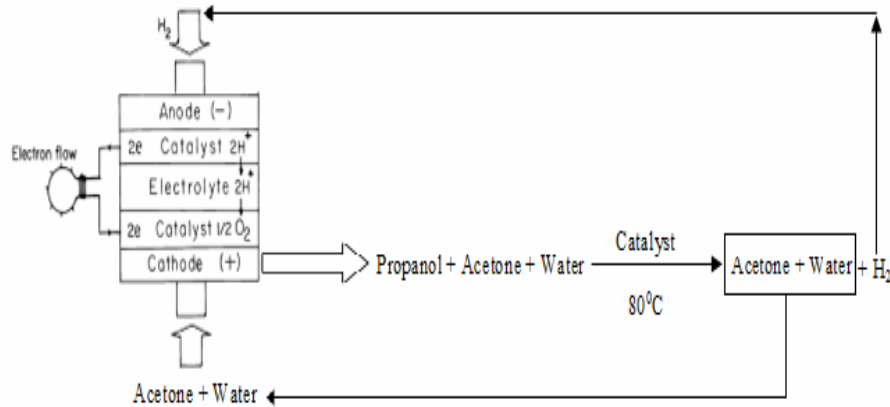 H₂
Anode (-)
2e Catalyst 2H⁺
Electron flow
Electrolyte 2H⁺
2e Catalyst 1/2 O₂
Cathode (+)
Propanol + Acetone + Water
Catalyst
80⁰C
Acetone + Water + H₂
Acetone + Water